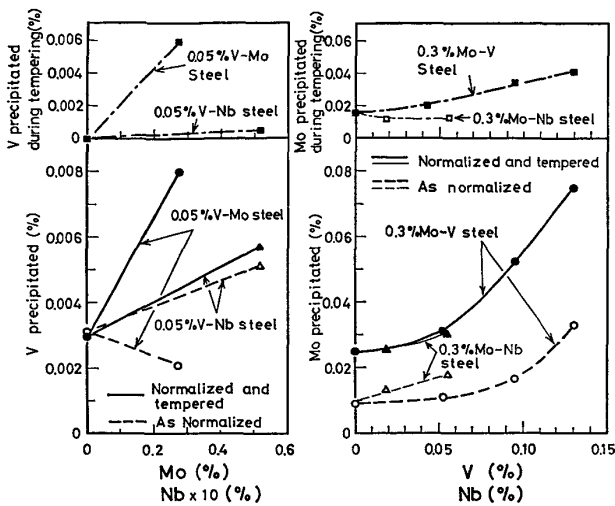 V precipitated
during tempering(%)
0,006
0,004
0,002
0
0.05%V-Mo
Steel
0.05%V-Nb steel
Mo precipitated
during tempering(%)
0.06
0.04
0.02
0
0.3%Mo-V
Steel
0.3%Mo-Nb steel
V precipitated (%)
0,008
0,006
0,004
0,002
0
0.05%V-Mo steel
0.05%V-Nb steel
Normalized and
tempered
As Normalized
0
0.2
0.4
0.6
Mo (%)
Nb x 10 (%)
Mo precipitated (%)
0.08
0.06
0.04
0.02
0
Normalized and tempered
As normalized
0.3%Mo-V steel
0.3%Mo-Nb
steel
0
0.05
0.10
0.15
V (%)
Nb (%)